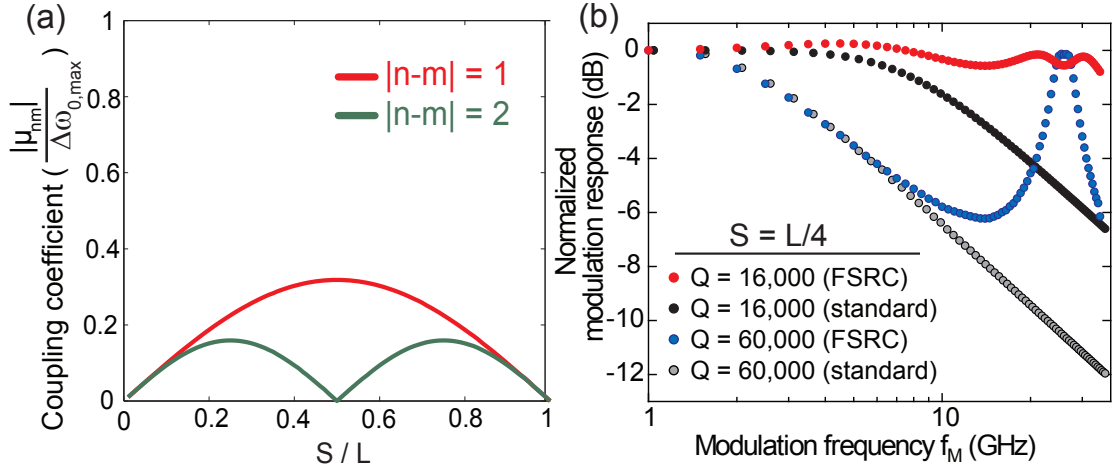 (a)
Coupling coefficient ( |μnm| / Δω0,max )
1
0.8
0.6
0.4
0.2
0
|n-m| = 1
|n-m| = 2
0
0.2
0.4
0.6
0.8
1
S / L
(b)
Normalized
modulation response (dB)
0
-2
-4
-6
-8
-10
-12
S = L/4
Q = 16,000 (FSRC)
Q = 16,000 (standard)
Q = 60,000 (FSRC)
Q = 60,000 (standard)
1
10
Modulation frequency fM (GHz)